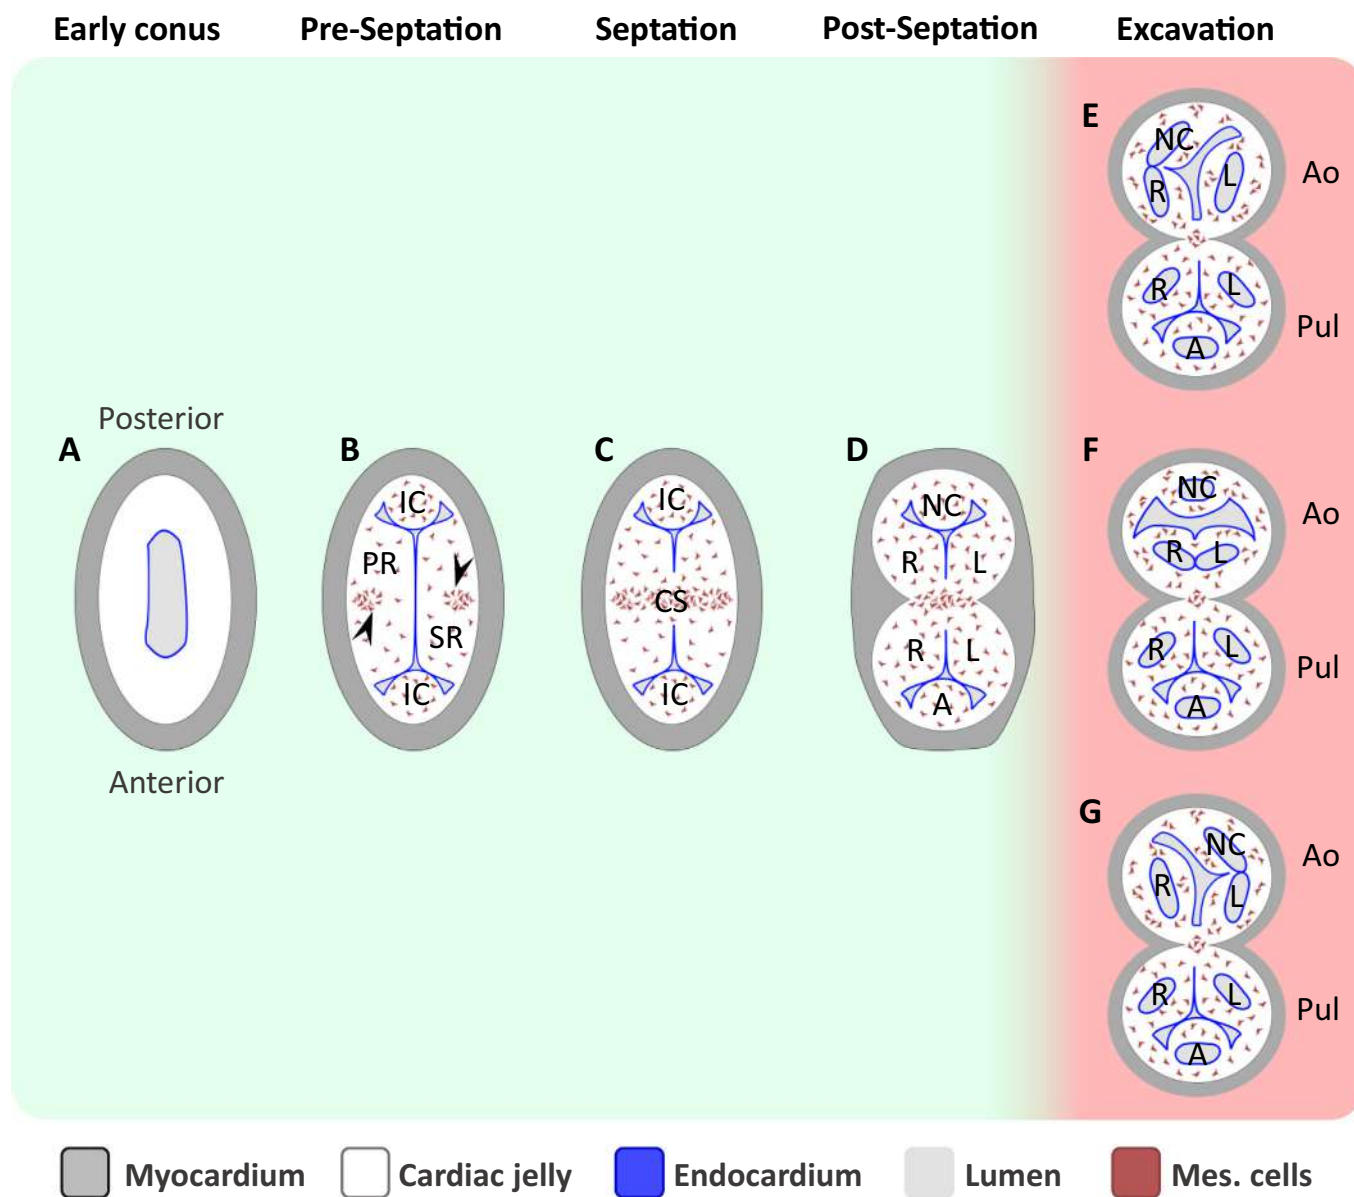 Early conus Pre-Septation Septation Post-Septation Excavation
E
NC
R L
Ao
R L
A
Pul
Posterior
A B C D F
IC IC NC NC
Ao
PR R L R L
CS
SR R L R L
Pul
IC IC A A
Anterior
G
NC
R L
Ao
R L
Pul
A
Myocardium Cardiac jelly Endocardium Lumen Mes. cells